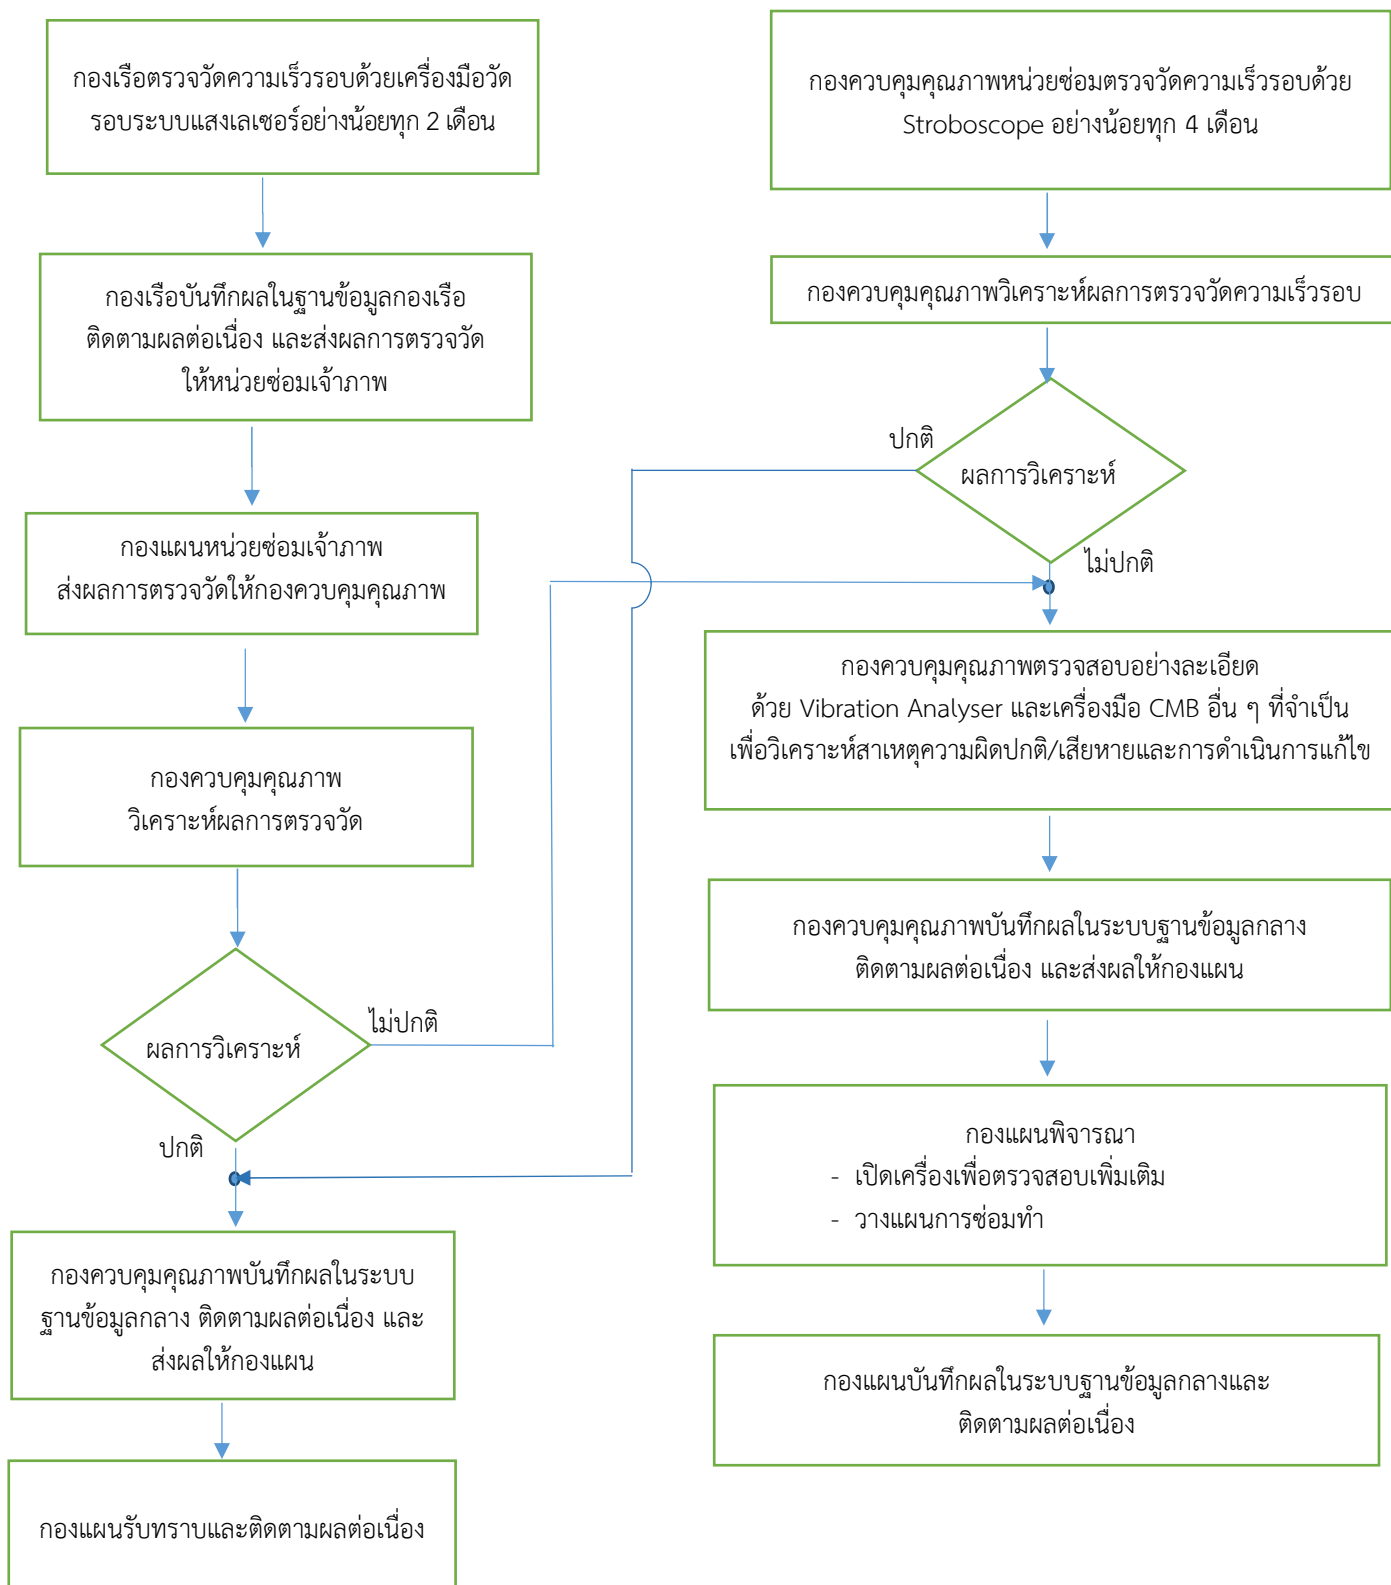 กองเรือตรวจวัดความเร็วรอบด้วยเครื่องมือวัด
รอบระบบแสงเลเซอร์อย่างน้อยทุก 2 เดือน
กองเรือบันทึกผลในฐานข้อมูลกองเรือ
ติดตามผลต่อเนื่อง และส่งผลการตรวจวัด
ให้หน่วยซ่อมเจ้าภาพ
กองแผนหน่วยซ่อมเจ้าภาพ
ส่งผลการตรวจวัดให้กองควบคุมคุณภาพ
กองควบคุมคุณภาพ
วิเคราะห์ผลการตรวจวัด
ผลการวิเคราะห์
ไม่ปกติ
ปกติ
กองควบคุมคุณภาพบันทึกผลในระบบ
ฐานข้อมูลกลาง ติดตามผลต่อเนื่อง และ
ส่งผลให้กองแผน
กองแผนรับทราบและติดตามผลต่อเนื่อง
กองควบคุมคุณภาพหน่วยซ่อมตรวจวัดความเร็วรอบด้วย
Stroboscope อย่างน้อยทุก 4 เดือน
กองควบคุมคุณภาพวิเคราะห์ผลการตรวจวัดความเร็วรอบ
ปกติ
ผลการวิเคราะห์
ไม่ปกติ
กองควบคุมคุณภาพตรวจสอบอย่างละเอียด
ด้วย Vibration Analyser และเครื่องมือ CMB อื่น ๆ ที่จำเป็น
เพื่อวิเคราะห์สาเหตุความผิดปกติ/เสียหายและการดำเนินการแก้ไข
กองควบคุมคุณภาพบันทึกผลในระบบฐานข้อมูลกลาง
ติดตามผลต่อเนื่อง และส่งผลให้กองแผน
กองแผนพิจารณา
- เปิดเครื่องเพื่อตรวจสอบเพิ่มเติม
- วางแผนการซ่อมทำ
กองแผนบันทึกผลในระบบฐานข้อมูลกลางและ
ติดตามผลต่อเนื่อง